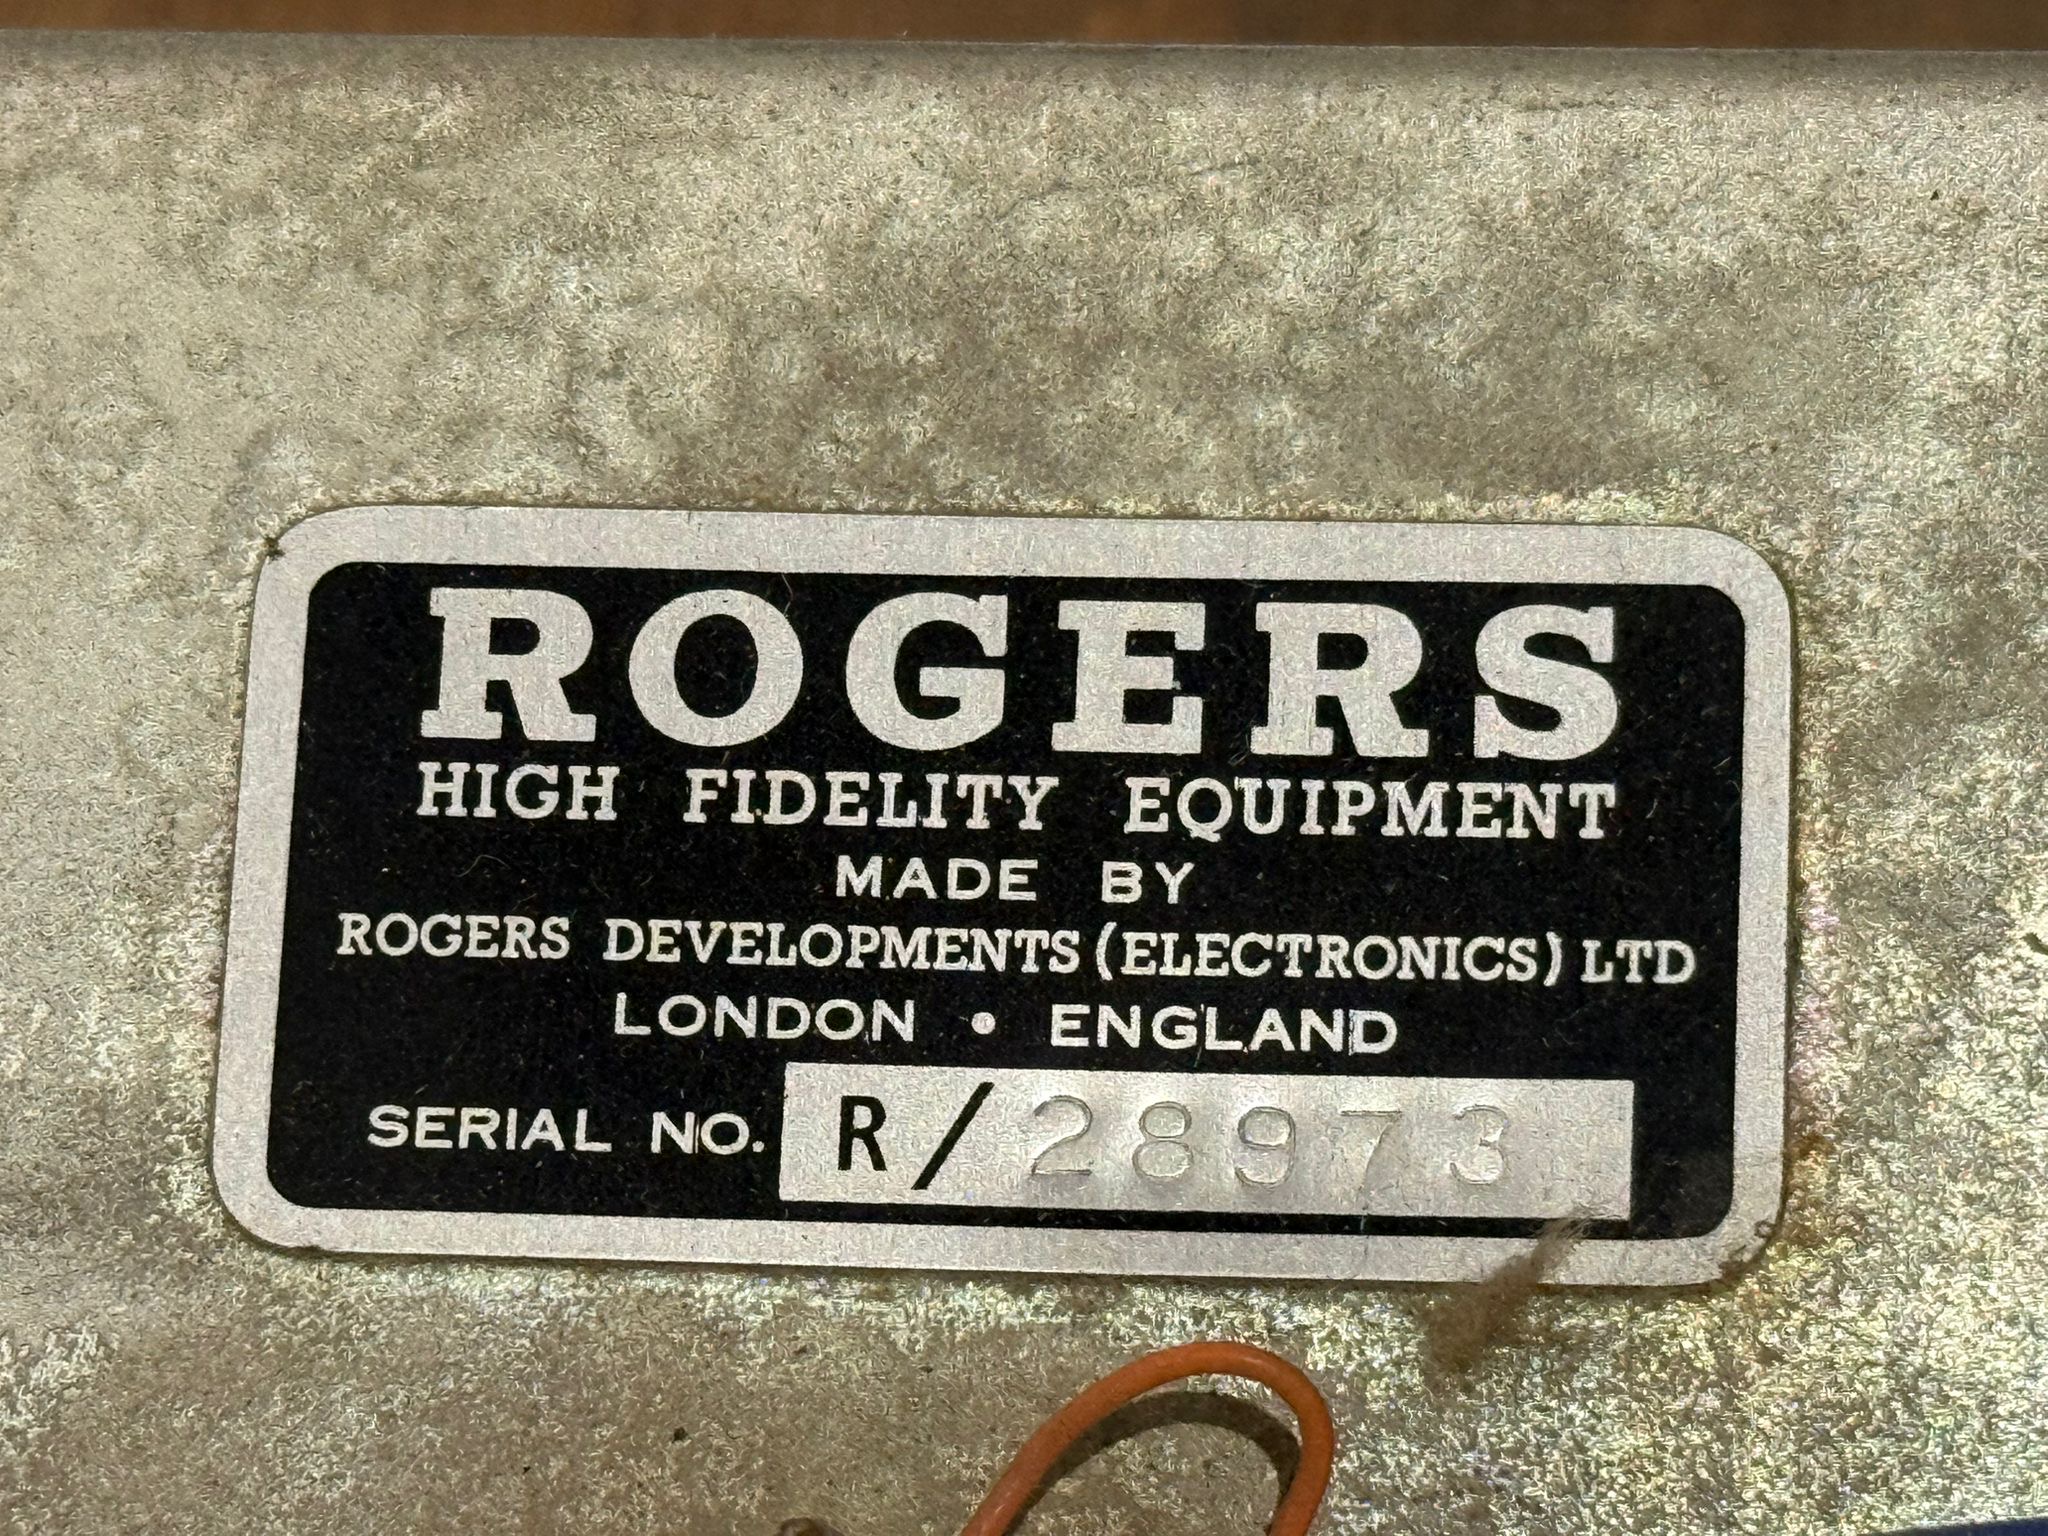 ROGERS
HIGH FIDELITY EQUIPMENT
MADE BY
ROGERS DEVELOPMENTS (ELECTRONICS) LTD
LONDON • ENGLAND
SERIAL NO. R/28973